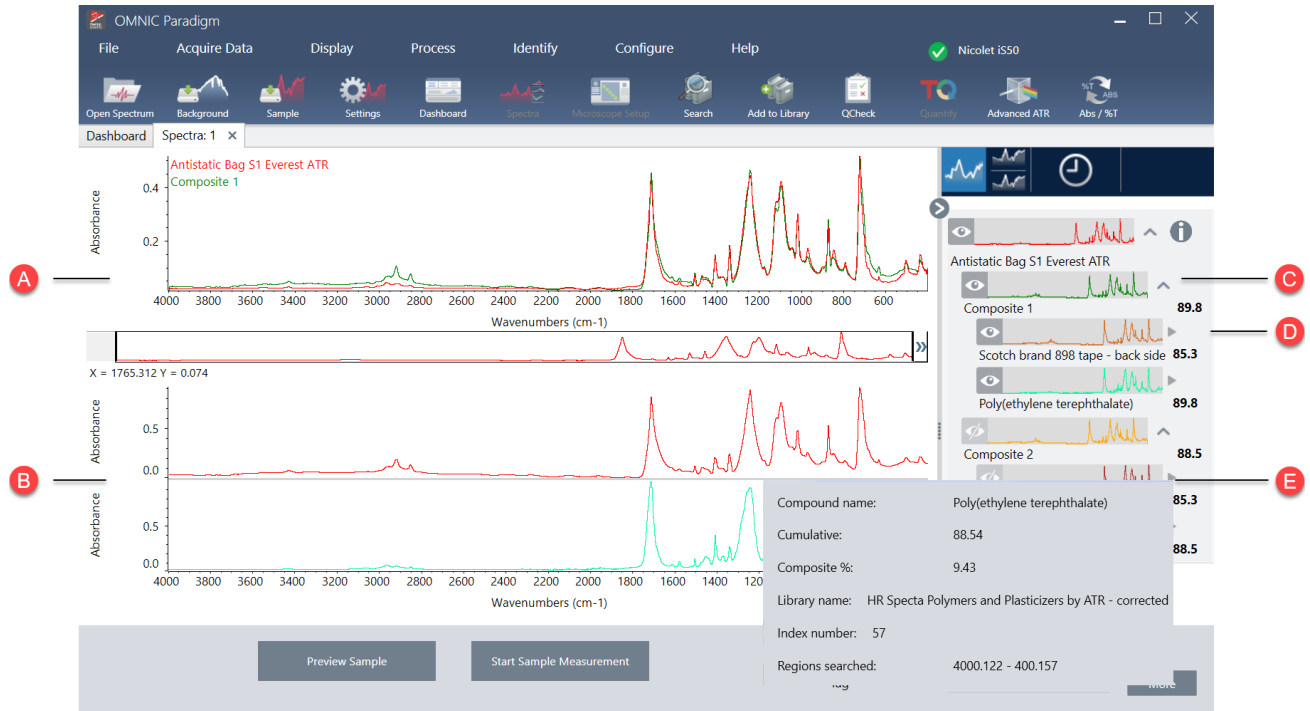 OMNIC Paradigm
File Acquire Data Display Process Identify Configure Help Nicolet iS50
%T ABS
Open Spectrum Background Sample Settings Dashboard Spectra Microscope Setup Search Add to Library QCheck TQ Quantify Advanced ATR Abs / %T
Dashboard Spectra: 1
Antistatic Bag S1 Everest ATR
Composite 1
Absorbance
0.4
0.2
4000 3800 3600 3400 3200 3000 2800 2600 2400 2200 2000 1800 1600 1400 1200 1000 800 600
Wavenumbers (cm-1)
X = 1765.312 Y = 0.074
Absorbance
0.5
0.0
Absorbance
0.5
0.0
4000 3800 3600 3400 3200 3000 2800 2600 2400 2200 2000 1800 1600 1400 120
Wavenumbers (cm-1)
A
B
Antistatic Bag S1 Everest ATR
C
Composite 1 89.8
D
Scotch brand 898 tape - back side 85.3
Poly(ethylene terephthalate) 89.8
Composite 2 88.5
E
85.3
88.5
Compound name: Poly(ethylene terephthalate)
Cumulative: 88.54
Composite %: 9.43
Library name: HR Specta Polymers and Plasticizers by ATR - corrected
Index number: 57
Regions searched: 4000.122 - 400.157
Preview Sample Start Sample Measurement
More